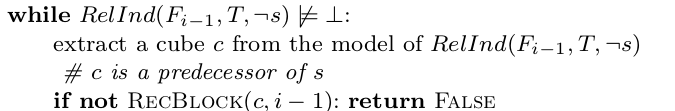 while RelInd(F_{i−1}, T, ¬s) ⊭ ⊥:
extract a cube c from the model of RelInd(F_{i−1}, T, ¬s)
# c is a predecessor of s
if not RECBLOCK(c, i − 1): return FALSE